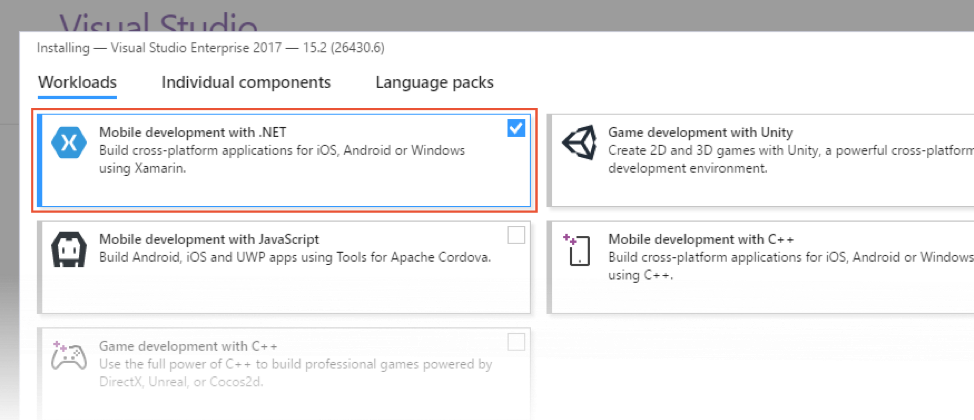 Visual Studio
Installing — Visual Studio Enterprise 2017 — 15.2 (26430.6)
Workloads
Individual components
Language packs
Mobile development with .NET
Build cross-platform applications for iOS, Android or Windows
using Xamarin.
Game development with Unity
Create 2D and 3D games with Unity, a powerful cross-platform
development environment.
Mobile development with JavaScript
Build Android, iOS and UWP apps using Tools for Apache Cordova.
Mobile development with C++
Build cross-platform applications for iOS, Android or Windows
using C++.
Game development with C++
Use the full power of C++ to build professional games powered by
DirectX, Unreal, or Cocos2d.